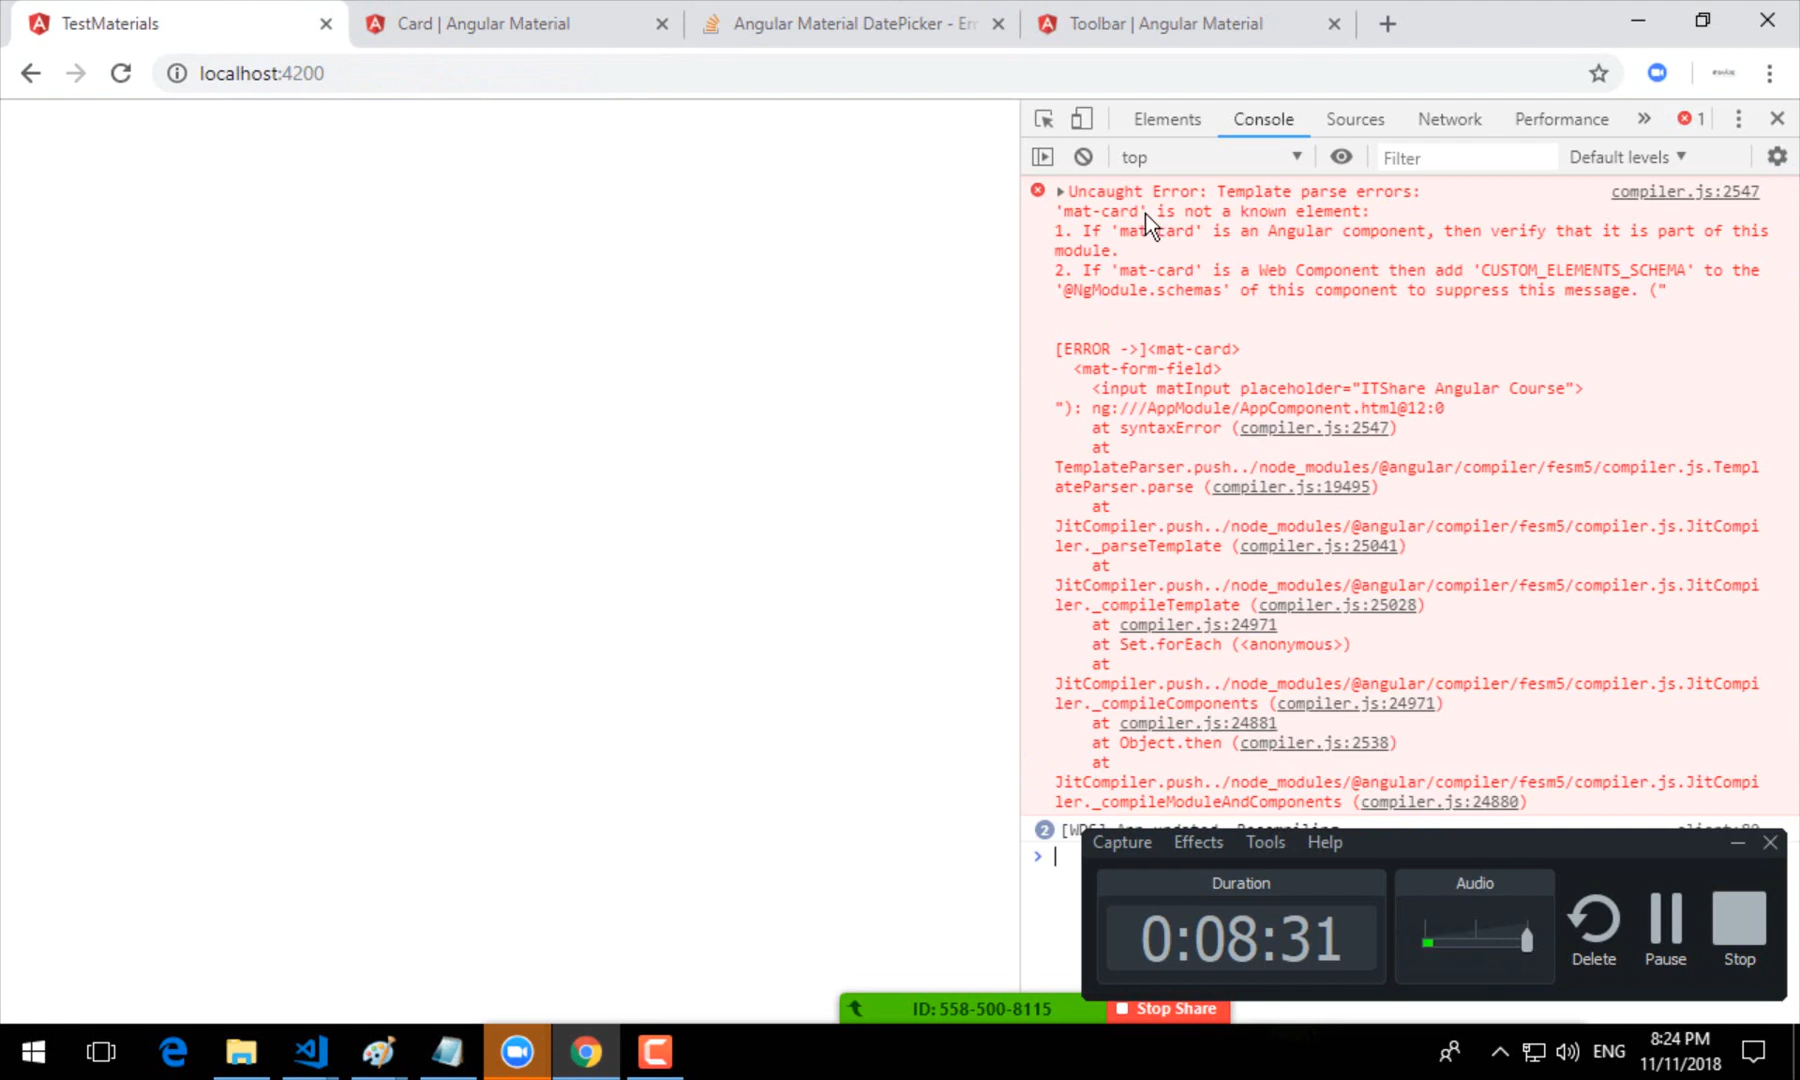 TestMaterials
Card | Angular Material
Angular Material DatePicker - Er
Toolbar | Angular Material
localhost:4200
Elements
Console
Sources
Network
Performance
1
top
Filter
Default levels
Uncaught Error: Template parse errors:
compiler.js:2547
'mat-card' is not a known element:
1. If 'mat-card' is an Angular component, then verify that it is part of this
module.
2. If 'mat-card' is a Web Component then add 'CUSTOM_ELEMENTS_SCHEMA' to the
'@NgModule.schemas' of this component to suppress this message. ("
[ERROR ->]<mat-card>
<mat-form-field>
<input matInput placeholder="ITShare Angular Course">
"): ng:///AppModule/AppComponent.html@12:0
at syntaxError (compiler.js:2547)
at
TemplateParser.push../node_modules/@angular/compiler/fesm5/compiler.js.Templ
ateParser.parse (compiler.js:19495)
at
JitCompiler.push../node_modules/@angular/compiler/fesm5/compiler.js.JitCompi
ler._parseTemplate (compiler.js:25041)
at
JitCompiler.push../node_modules/@angular/compiler/fesm5/compiler.js.JitCompi
ler._compileTemplate (compiler.js:25028)
at compiler.js:24971
at Set.forEach (<anonymous>)
at
JitCompiler.push../node_modules/@angular/compiler/fesm5/compiler.js.JitCompi
ler._compileComponents (compiler.js:24971)
at compiler.js:24881
at Object.then (compiler.js:2538)
at
JitCompiler.push../node_modules/@angular/compiler/fesm5/compiler.js.JitCompi
ler._compileModuleAndComponents (compiler.js:24880)
2
Capture Effects Tools Help
Duration
Audio
0:08:31
Delete
Pause
Stop
ID: 558-500-8115
Stop Share
ENG
8:24 PM
11/11/2018